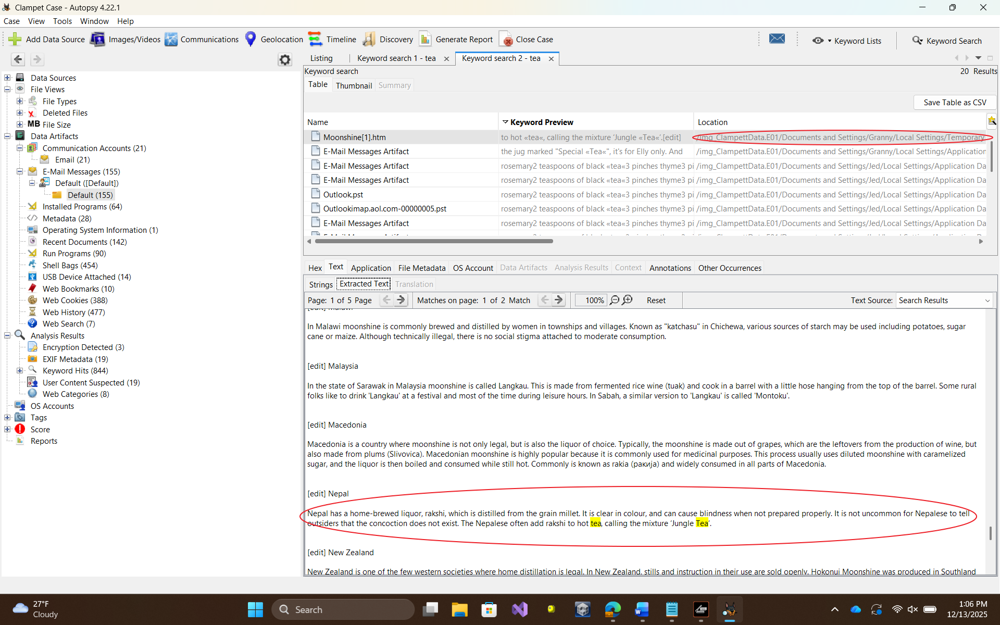 Clampet Case - Autopsy 4.22.1
Case View Tools Window Help
Add Data Source Images/Videos Communications Geolocation Timeline Discovery Generate Report Close Case Keyword Lists Keyword Search
Listing Keyword search 1 - tea Keyword search 2 - tea
Keyword search 20 Results
Table Thumbnail Summary
Save Table as CSV
Name Keyword Preview Location
Moonshine[1].htm to hot «tea«, calling the mixture 'Jungle «Tea«'.[edit] /img_ClampettData.E01/Documents and Settings/Granny/Local Settings/Temporary
E-Mail Messages Artifact the jug marked "Special «Tea«", it's for Elly only. And /img_ClampettData.E01/Documents and Settings/Granny/Local Settings/Application
E-Mail Messages Artifact rosemary2 teaspoons of black «tea«3 pinches thyme3 pi /img_ClampettData.E01/Documents and Settings/Jed/Local Settings/Application Da
E-Mail Messages Artifact rosemary2 teaspoons of black «tea«3 pinches thyme3 pi /img_ClampettData.E01/Documents and Settings/Jed/Local Settings/Application Da
Outlook.pst rosemary2 teaspoons of black «tea«3 pinches thyme3 pi /img_ClampettData.E01/Documents and Settings/Jed/Local Settings/Application Da
Outlookimap.aol.com-00000005.pst rosemary2 teaspoons of black «tea«3 pinches thyme3 pi /img_ClampettData.E01/Documents and Settings/Jed/Local Settings/Application Da
E-Mail Messages Artifact rosemary2 teaspoons of black «tea«3 pinches thyme3 pi /img_ClampettData.E01/Documents and Settings/Jed/Local Settings/Application Da
Data Sources
File Views
File Types
Deleted Files
MB File Size
Data Artifacts
Communication Accounts (21)
Email (21)
E-Mail Messages (155)
Default ([Default])
Default (155)
Installed Programs (64)
Metadata (28)
Operating System Information (1)
Recent Documents (142)
Run Programs (90)
Shell Bags (454)
USB Device Attached (14)
Web Bookmarks (10)
Web Cookies (388)
Web History (477)
Web Search (7)
Analysis Results
Encryption Detected (3)
EXIF Metadata (19)
Keyword Hits (844)
User Content Suspected (19)
Web Categories (8)
OS Accounts
Tags
Score
Reports
Hex Text Application File Metadata OS Account Data Artifacts Analysis Results Context Annotations Other Occurrences
Strings Extracted Text Translation
Page: 1 of 5 Page Matches on page: 1 of 2 Match 100% Reset Text Source: Search Results
[edit] Malawi
In Malawi moonshine is commonly brewed and distilled by women in townships and villages. Known as "katchasu" in Chichewa, various sources of starch may be used including potatoes, sugar
cane or maize. Although technically illegal, there is no social stigma attached to moderate consumption.
[edit] Malaysia
In the state of Sarawak in Malaysia moonshine is called Langkau. This is made from fermented rice wine (tuak) and cook in a barrel with a little hose hanging from the top of the barrel. Some rural
folks like to drink 'Langkau' at a festival and most of the time during leisure hours. In Sabah, a similar version to 'Langkau' is called 'Montoku'.
[edit] Macedonia
Macedonia is a country where moonshine is not only legal, but is also the liquor of choice. Typically, the moonshine is made out of grapes, which are the leftovers from the production of wine, but
also made from plums (Slivovica). Macedonian moonshine is highly popular because it is commonly used for medicinal purposes. This process usually uses diluted moonshine with caramelized
sugar, and the liquor is then boiled and consumed while still hot. Commonly is known as rakia (ракија) and widely consumed in all parts of Macedonia.
[edit] Nepal
Nepal has a home-brewed liquor, rakshi, which is distilled from the grain millet. It is clear in colour, and can cause blindness when not prepared properly. It is not uncommon for Nepalese to tell
outsiders that the concoction does not exist. The Nepalese often add rakshi to hot tea, calling the mixture 'Jungle Tea'.
[edit] New Zealand
New Zealand is one of the few western societies where home distillation is legal. In New Zealand, stills and instruction in their use are sold openly. Hokonui Moonshine was produced in Southland
27°F
Cloudy
Search
1:06 PM
12/13/2025